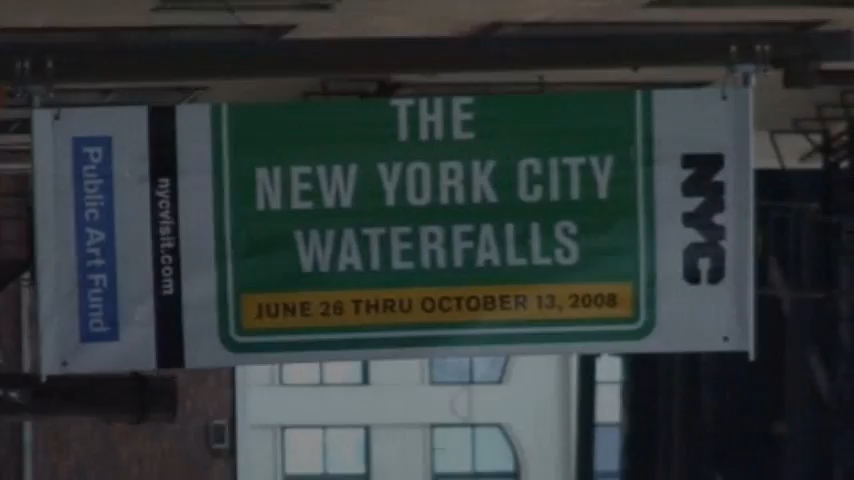 THE
NEW YORK CITY
WATERFALLS
JUNE 26 THRU OCTOBER 13, 2008
NYC
nycvisit.com
Public Art Fund